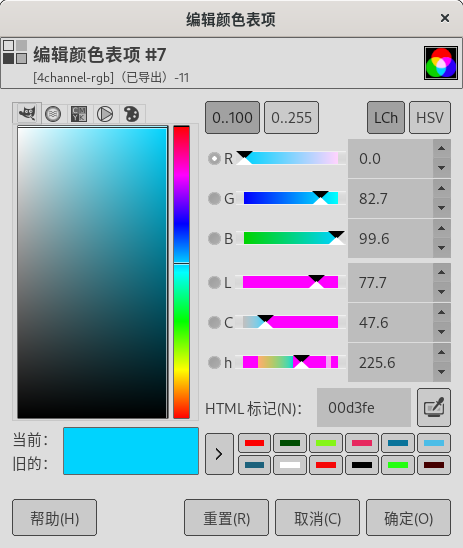 编辑颜色表项
编辑颜色表项 #7
[4channel-rgb]（已导出）-11
0..100 0..255 LCh HSV
R 0.0
G 82.7
B 99.6
L 77.7
C 47.6
h 225.6
HTML 标记(N)： 00d3fe
当前：
旧的：
帮助(H) 重置(R) 取消(C) 确定(O)